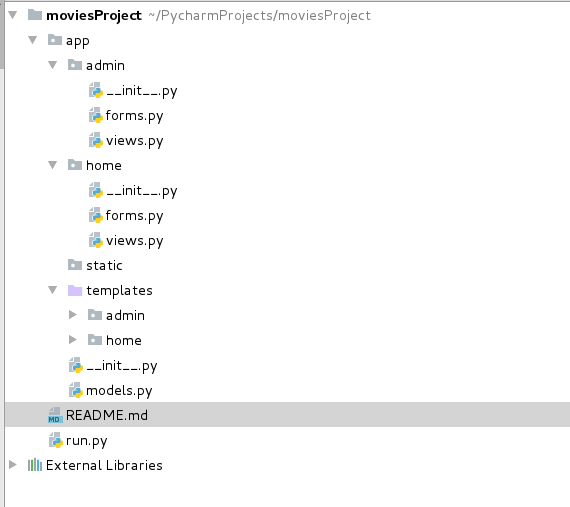 moviesProject ~/PycharmProjects/moviesProject
app
admin
__init__.py
forms.py
views.py
home
__init__.py
forms.py
views.py
static
templates
admin
home
__init__.py
models.py
MD README.md
run.py
External Libraries